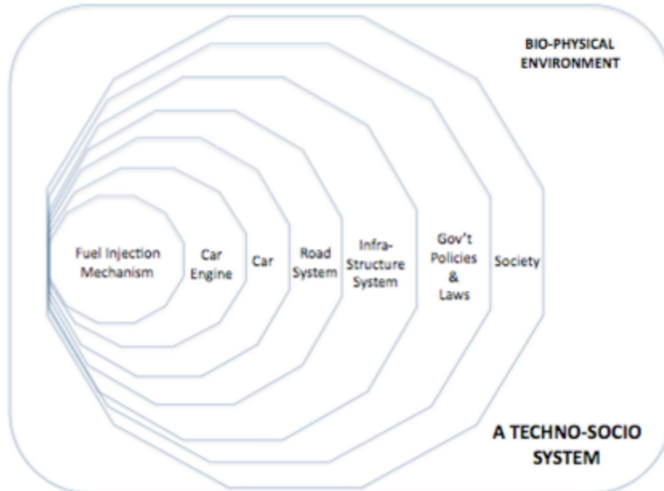 BIO-PHYSICAL
ENVIRONMENT
Fuel Injection
Mechanism
Car
Engine
Car
Road
System
Infra-
Structure
System
Gov't
Policies
&
Laws
Society
A TECHNO-SOCIO
SYSTEM